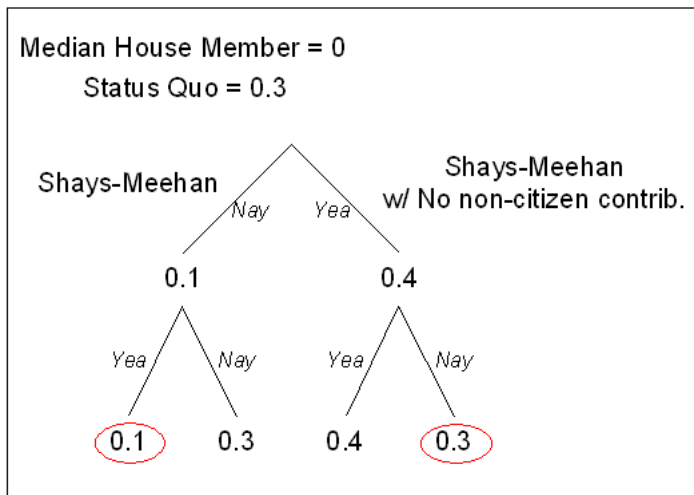 Median House Member = 0
Status Quo = 0.3
Shays-Meehan
Shays-Meehan
w/ No non-citizen contrib.
Nay
Yea
0.1
0.4
Yea
Nay
Yea
Nay
0.1
0.3
0.4
0.3